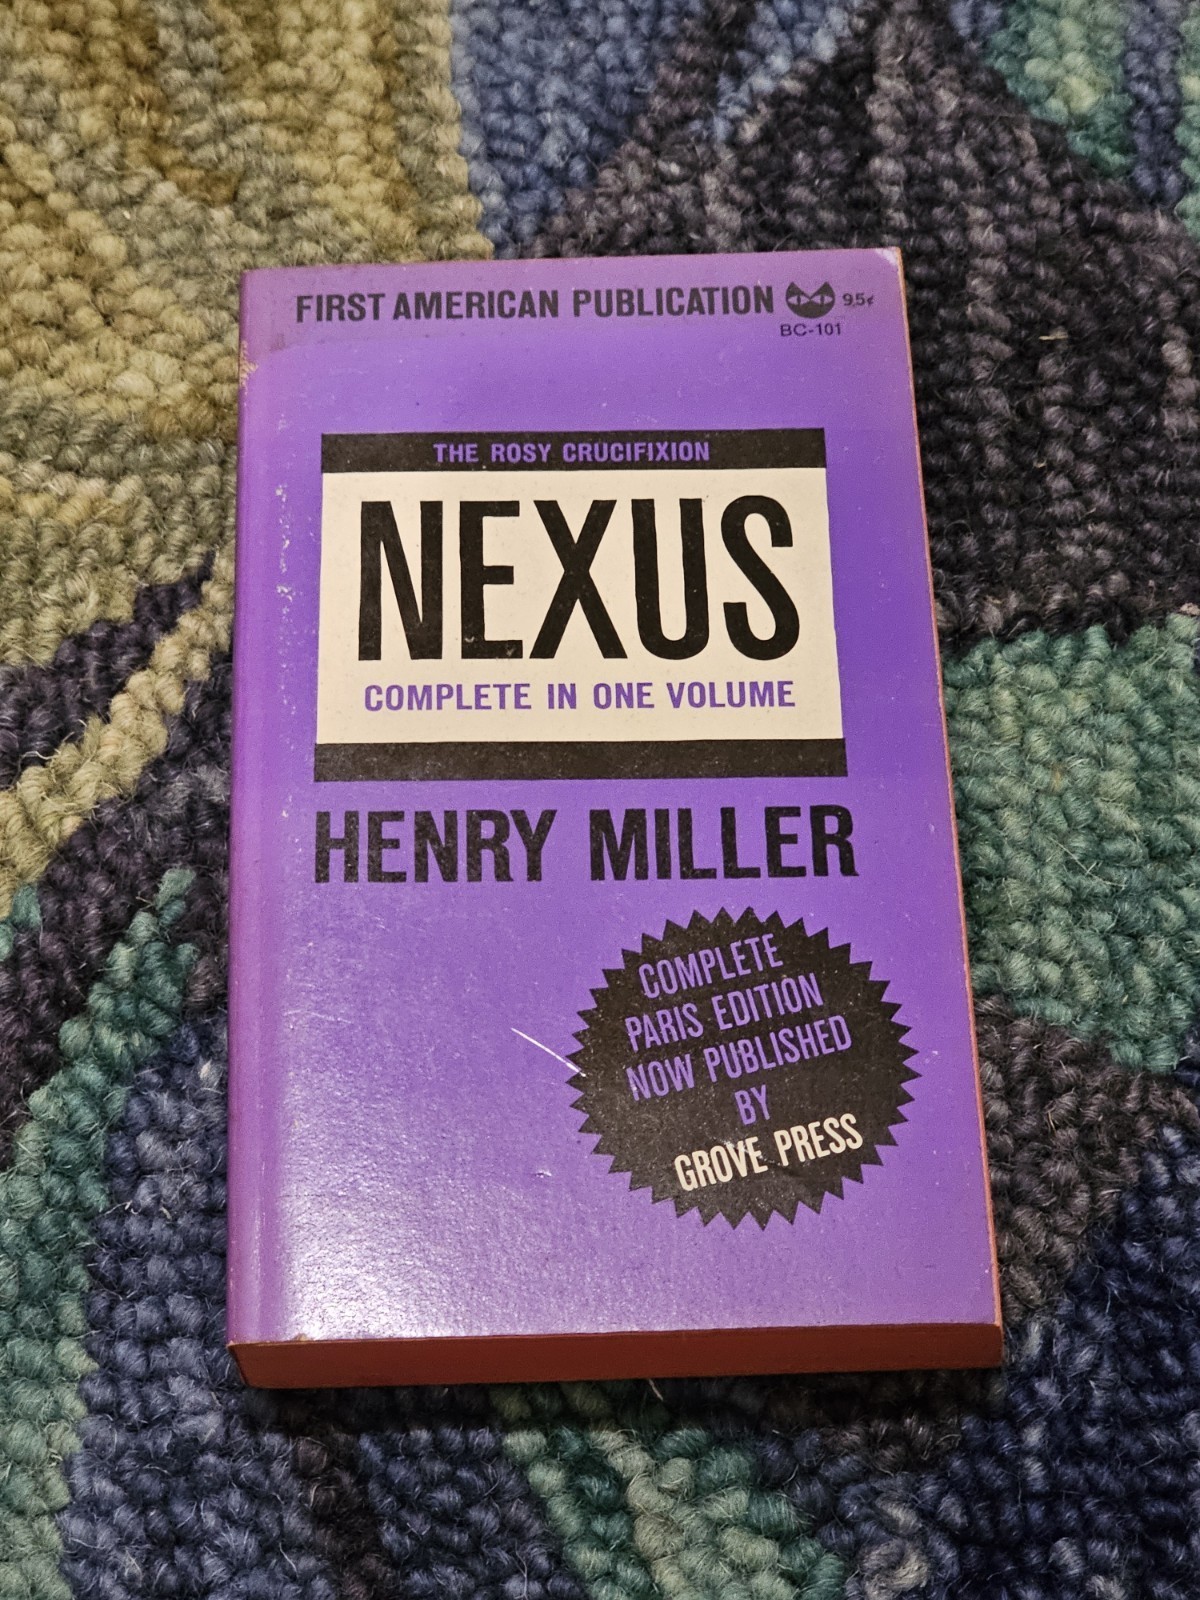 FIRST AMERICAN PUBLICATION 95¢
BC-101
THE ROSY CRUCIFIXION
NEXUS
COMPLETE IN ONE VOLUME
HENRY MILLER
COMPLETE
PARIS EDITION
NOW PUBLISHED
BY
GROVE PRESS